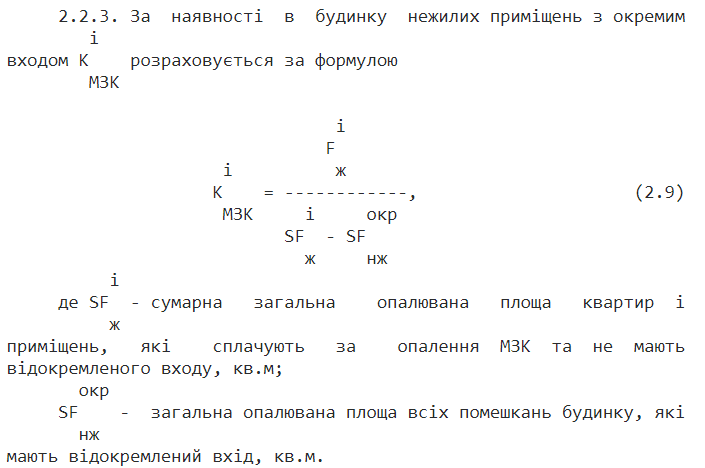 2.2.3. За наявності в будинку нежилих приміщень з окремим
і
входом K розраховується за формулою
МЗК
і
F
і ж
K = ------------, (2.9)
МЗК і окр
SF - SF
ж нж
і
де SF - сумарна загальна опалювана площа квартир і
ж
приміщень, які сплачують за опалення МЗК та не мають
відокремленого входу, кв.м;
окр
SF - загальна опалювана площа всіх помешкань будинку, які
нж
мають відокремлений вхід, кв.м.